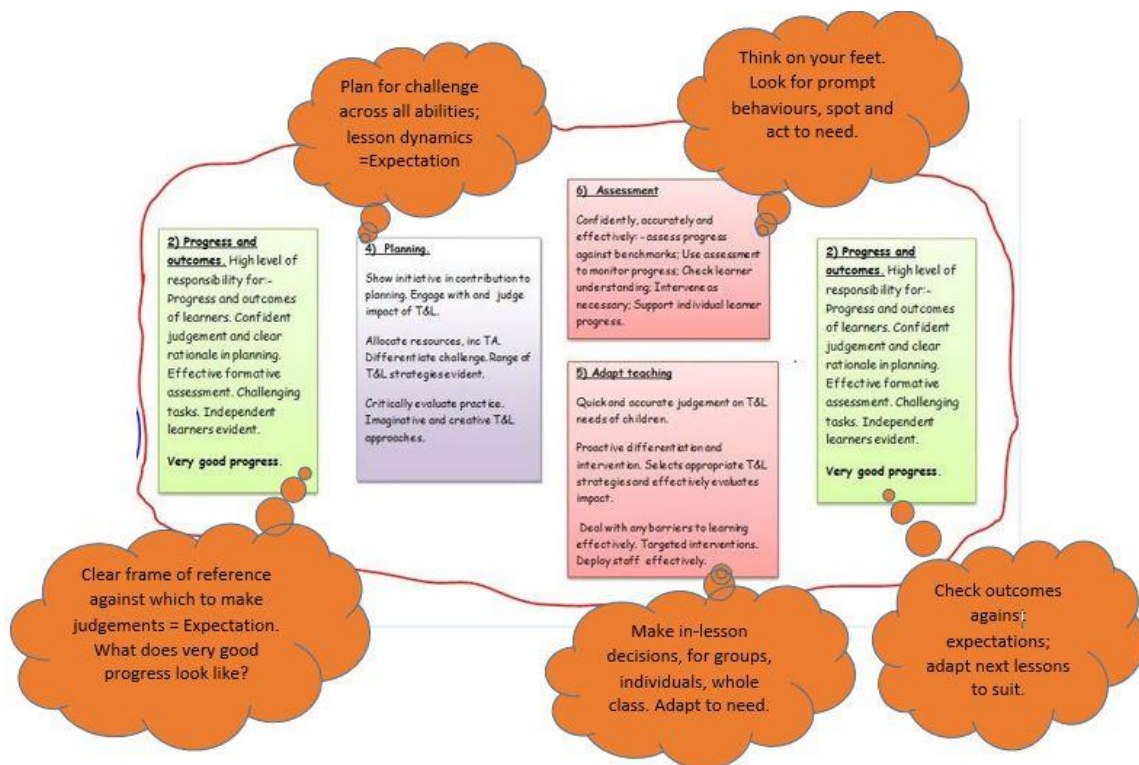 Plan for challenge
across all abilities;
lesson dynamics
=Expectation
Think on your feet.
Look for prompt
behaviours, spot and
act to need.
2) Progress and
outcomes. High level of
responsibility for:-
Progress and outcomes
of learners. Confident
judgement and clear
rationale in planning.
Effective formative
assessment. Challenging
tasks. Independent
learners evident.
Very good progress.
4) Planning.
Show initiative in contribution to
planning. Engage with and judge
impact of T&L.
Allocate resources, inc TA.
Differentiate challenge. Range of
T&L strategies evident.
Critically evaluate practice.
Imaginative and creative T&L
approaches.
6) Assessment
Confidently, accurately and
effectively: - assess progress
against benchmarks; Use assessment
to monitor progress; Check learner
understanding; Intervene as
necessary; Support individual learner
progress.
5) Adapt teaching
Quick and accurate judgement on T&L
needs of children.
Proactive differentiation and
intervention. Selects appropriate T&L
strategies and effectively evaluates
impact.
Deal with any barriers to learning
effectively. Targeted interventions.
Deploy staff effectively.
2) Progress and
outcomes. High level of
responsibility for:-
Progress and outcomes
of learners. Confident
judgement and clear
rationale in planning.
Effective formative
assessment. Challenging
tasks. Independent
learners evident.
Very good progress.
Clear frame of reference
against which to make
judgements = Expectation.
What does very good
progress look like?
Make in-lesson
decisions, for groups,
individuals, whole
class. Adapt to need.
Check outcomes
against
expectations;
adapt next lessons
to suit.